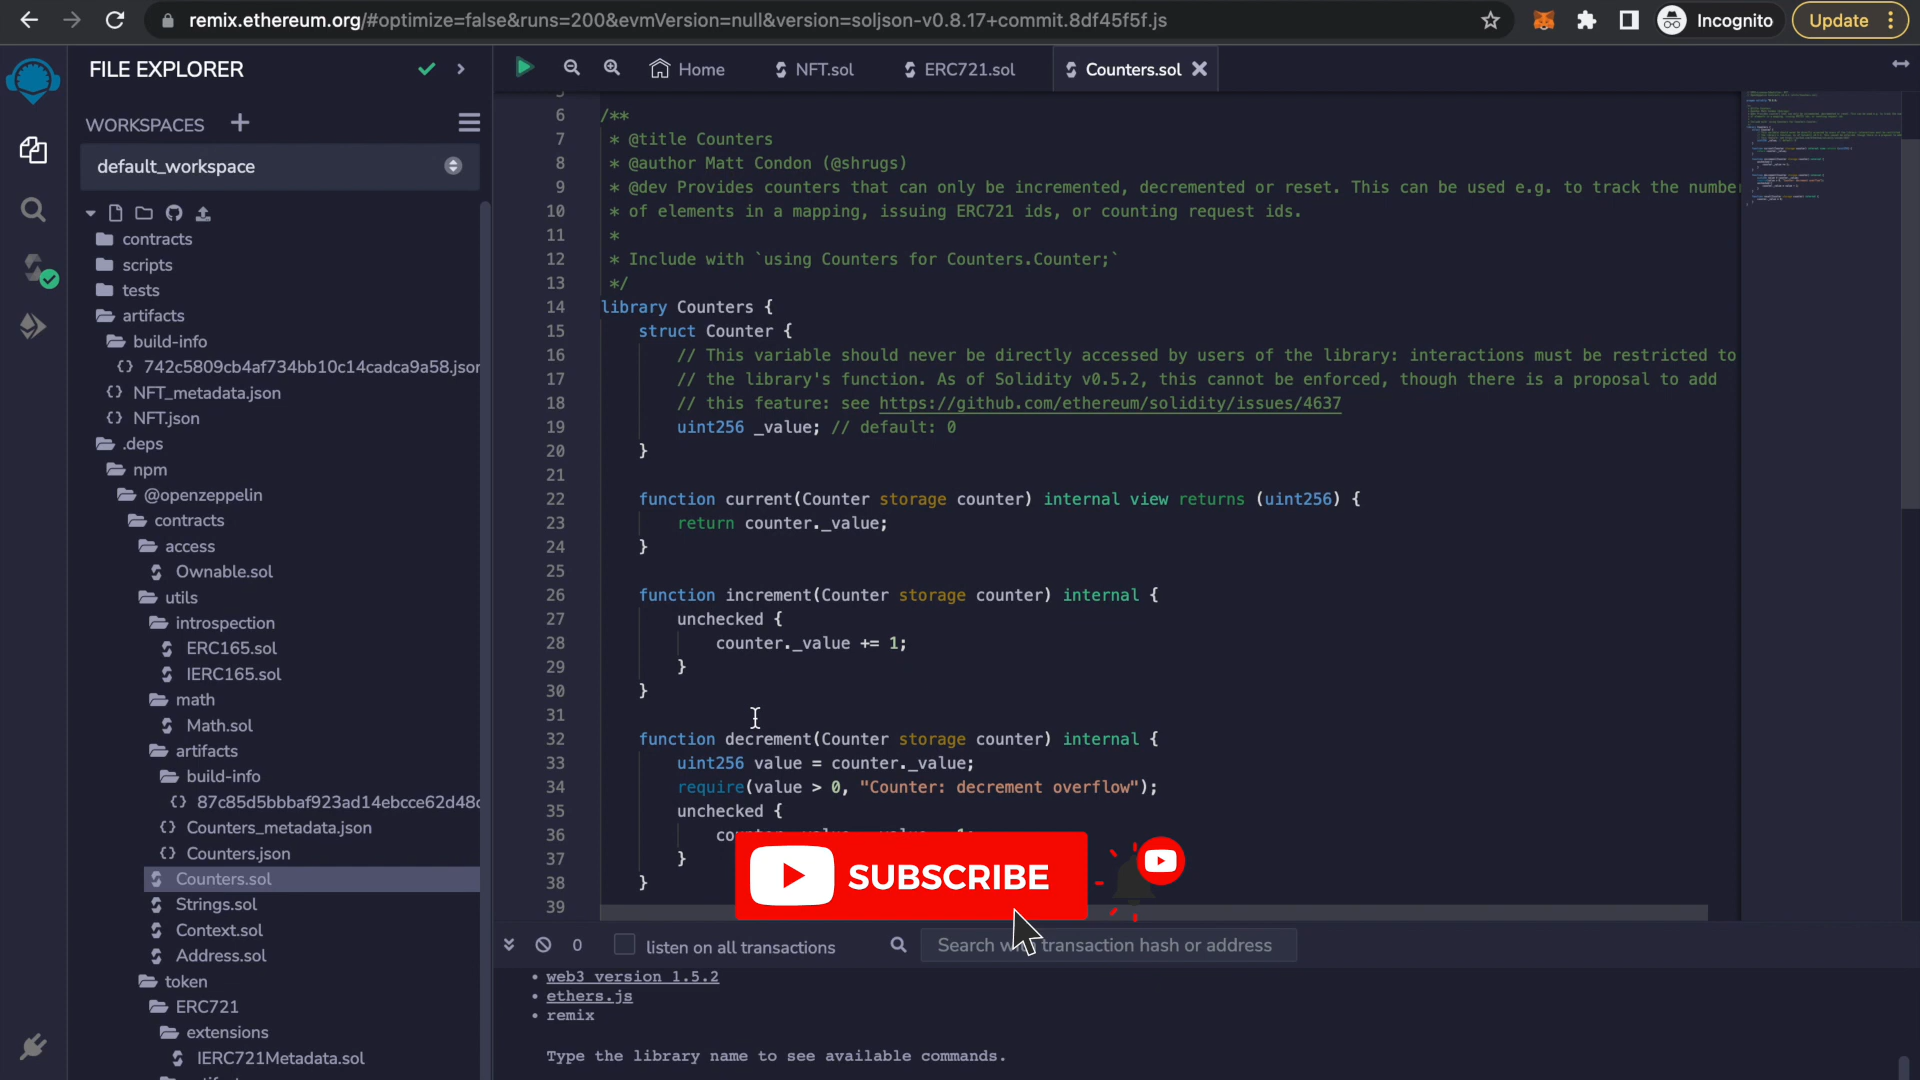 remix.ethereum.org/#optimize=false&runs=200&evmVersion=null&version=soljson-v0.8.17+commit.8df45f5f.js
Incognito
Update
FILE EXPLORER
Home
NFT.sol
ERC721.sol
Counters.sol
WORKSPACES
default_workspace
contracts
scripts
tests
artifacts
build-info
742c5809cb4af734bb10c14cadca9a58.jsor
NFT_metadata.json
NFT.json
.deps
npm
@openzeppelin
contracts
access
Ownable.sol
utils
introspection
ERC165.sol
IERC165.sol
math
Math.sol
artifacts
build-info
87c85d5bbbaf923ad14ebcce62d48c
Counters_metadata.json
Counters.json
Counters.sol
Strings.sol
Context.sol
Address.sol
token
ERC721
extensions
IERC721Metadata.sol
6 /**
7 * @title Counters
8 * @author Matt Condon (@shrugs)
9 * @dev Provides counters that can only be incremented, decremented or reset. This can be used e.g. to track the number
10 * of elements in a mapping, issuing ERC721 ids, or counting request ids.
11 *
12 * Include with `using Counters for Counters.Counter;`
13 */
14 library Counters {
15 struct Counter {
16 // This variable should never be directly accessed by users of the library: interactions must be restricted to
17 // the library's function. As of Solidity v0.5.2, this cannot be enforced, though there is a proposal to add
18 // this feature: see https://github.com/ethereum/solidity/issues/4637
19 uint256 _value; // default: 0
20 }
21
22 function current(Counter storage counter) internal view returns (uint256) {
23 return counter._value;
24 }
25
26 function increment(Counter storage counter) internal {
27 unchecked {
28 counter._value += 1;
29 }
30 }
31
32 function decrement(Counter storage counter) internal {
33 uint256 value = counter._value;
34 require(value > 0, "Counter: decrement overflow");
35 unchecked {
36
37 }
38 }
39
SUBSCRIBE
0 listen on all transactions
Search transaction hash or address
• web3 version 1.5.2
• ethers.js
• remix
Type the library name to see available commands.